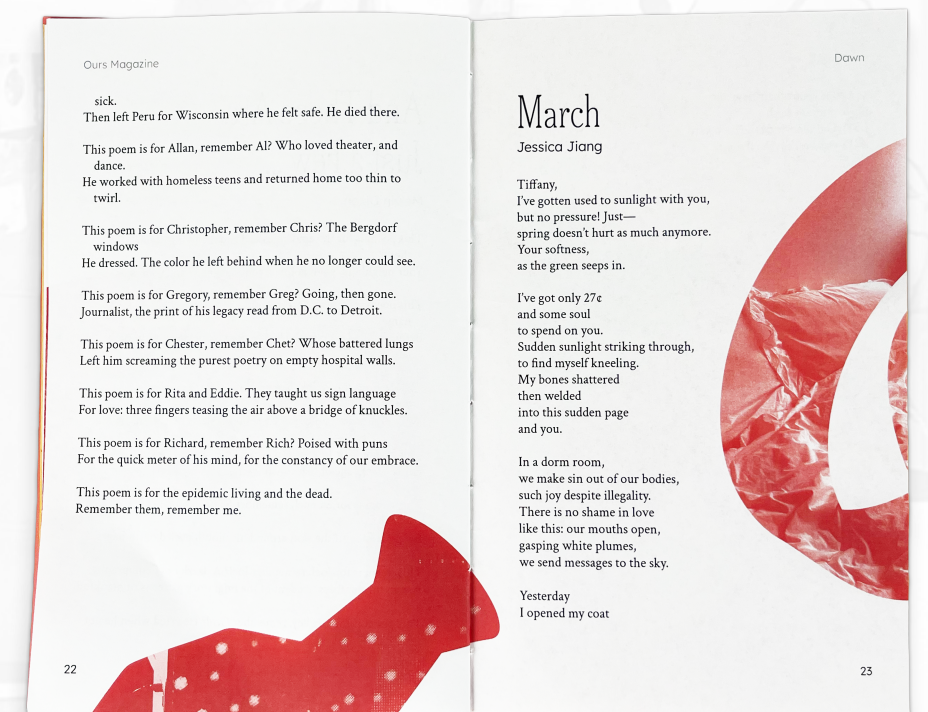 Ours Magazine
sick.
Then left Peru for Wisconsin where he felt safe. He died there.
This poem is for Allan, remember Al? Who loved theater, and
dance.
He worked with homeless teens and returned home too thin to
twirl.
This poem is for Christopher, remember Chris? The Bergdorf
windows
He dressed. The color he left behind when he no longer could see.
This poem is for Gregory, remember Greg? Going, then gone.
Journalist, the print of his legacy read from D.C. to Detroit.
This poem is for Chester, remember Chet? Whose battered lungs
Left him screaming the purest poetry on empty hospital walls.
This poem is for Rita and Eddie. They taught us sign language
For love: three fingers teasing the air above a bridge of knuckles.
This poem is for Richard, remember Rich? Poised with puns
For the quick meter of his mind, for the constancy of our embrace.
This poem is for the epidemic living and the dead.
Remember them, remember me.
22
Dawn
March
Jessica Jiang
Tiffany,
I've gotten used to sunlight with you,
but no pressure! Just—
spring doesn't hurt as much anymore.
Your softness,
as the green seeps in.
I've got only 27¢
and some soul
to spend on you.
Sudden sunlight striking through,
to find myself kneeling.
My bones shattered
then welded
into this sudden page
and you.
In a dorm room,
we make sin out of our bodies,
such joy despite illegality.
There is no shame in love
like this: our mouths open,
gasping white plumes,
we send messages to the sky.
Yesterday
I opened my coat
23